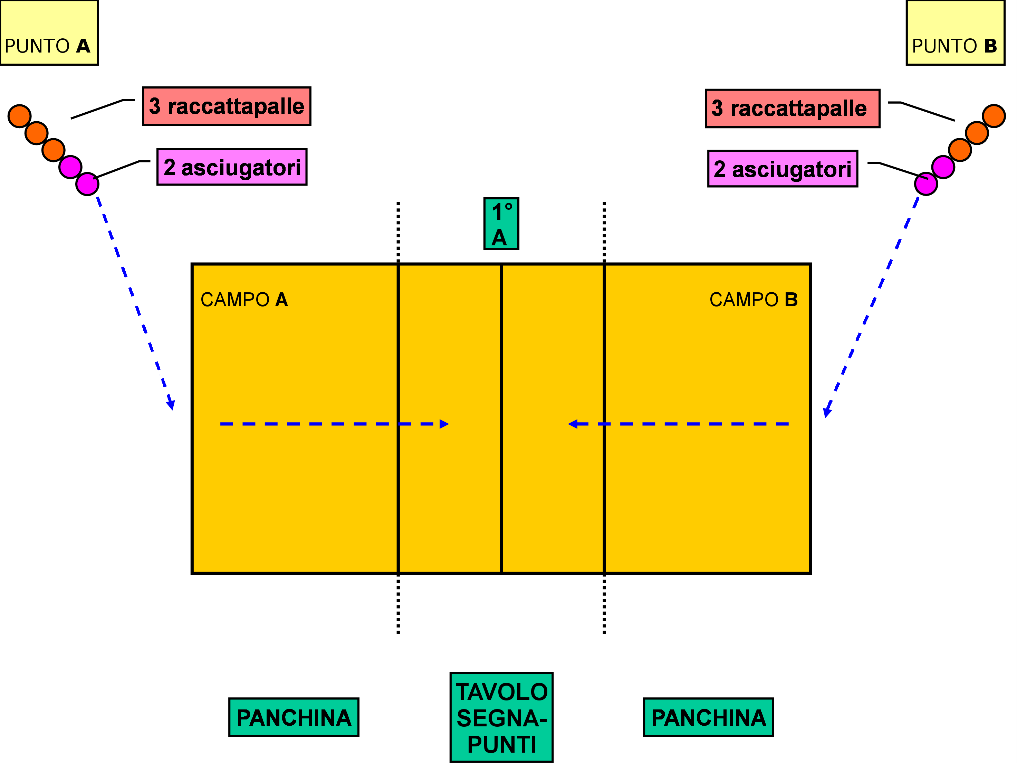 PUNTO A
PUNTO B
3 raccattapalle
3 raccattapalle
2 asciugatori
2 asciugatori
1°
A
CAMPO A
CAMPO B
PANCHINA
TAVOLO
SEGNA-
PUNTI
PANCHINA